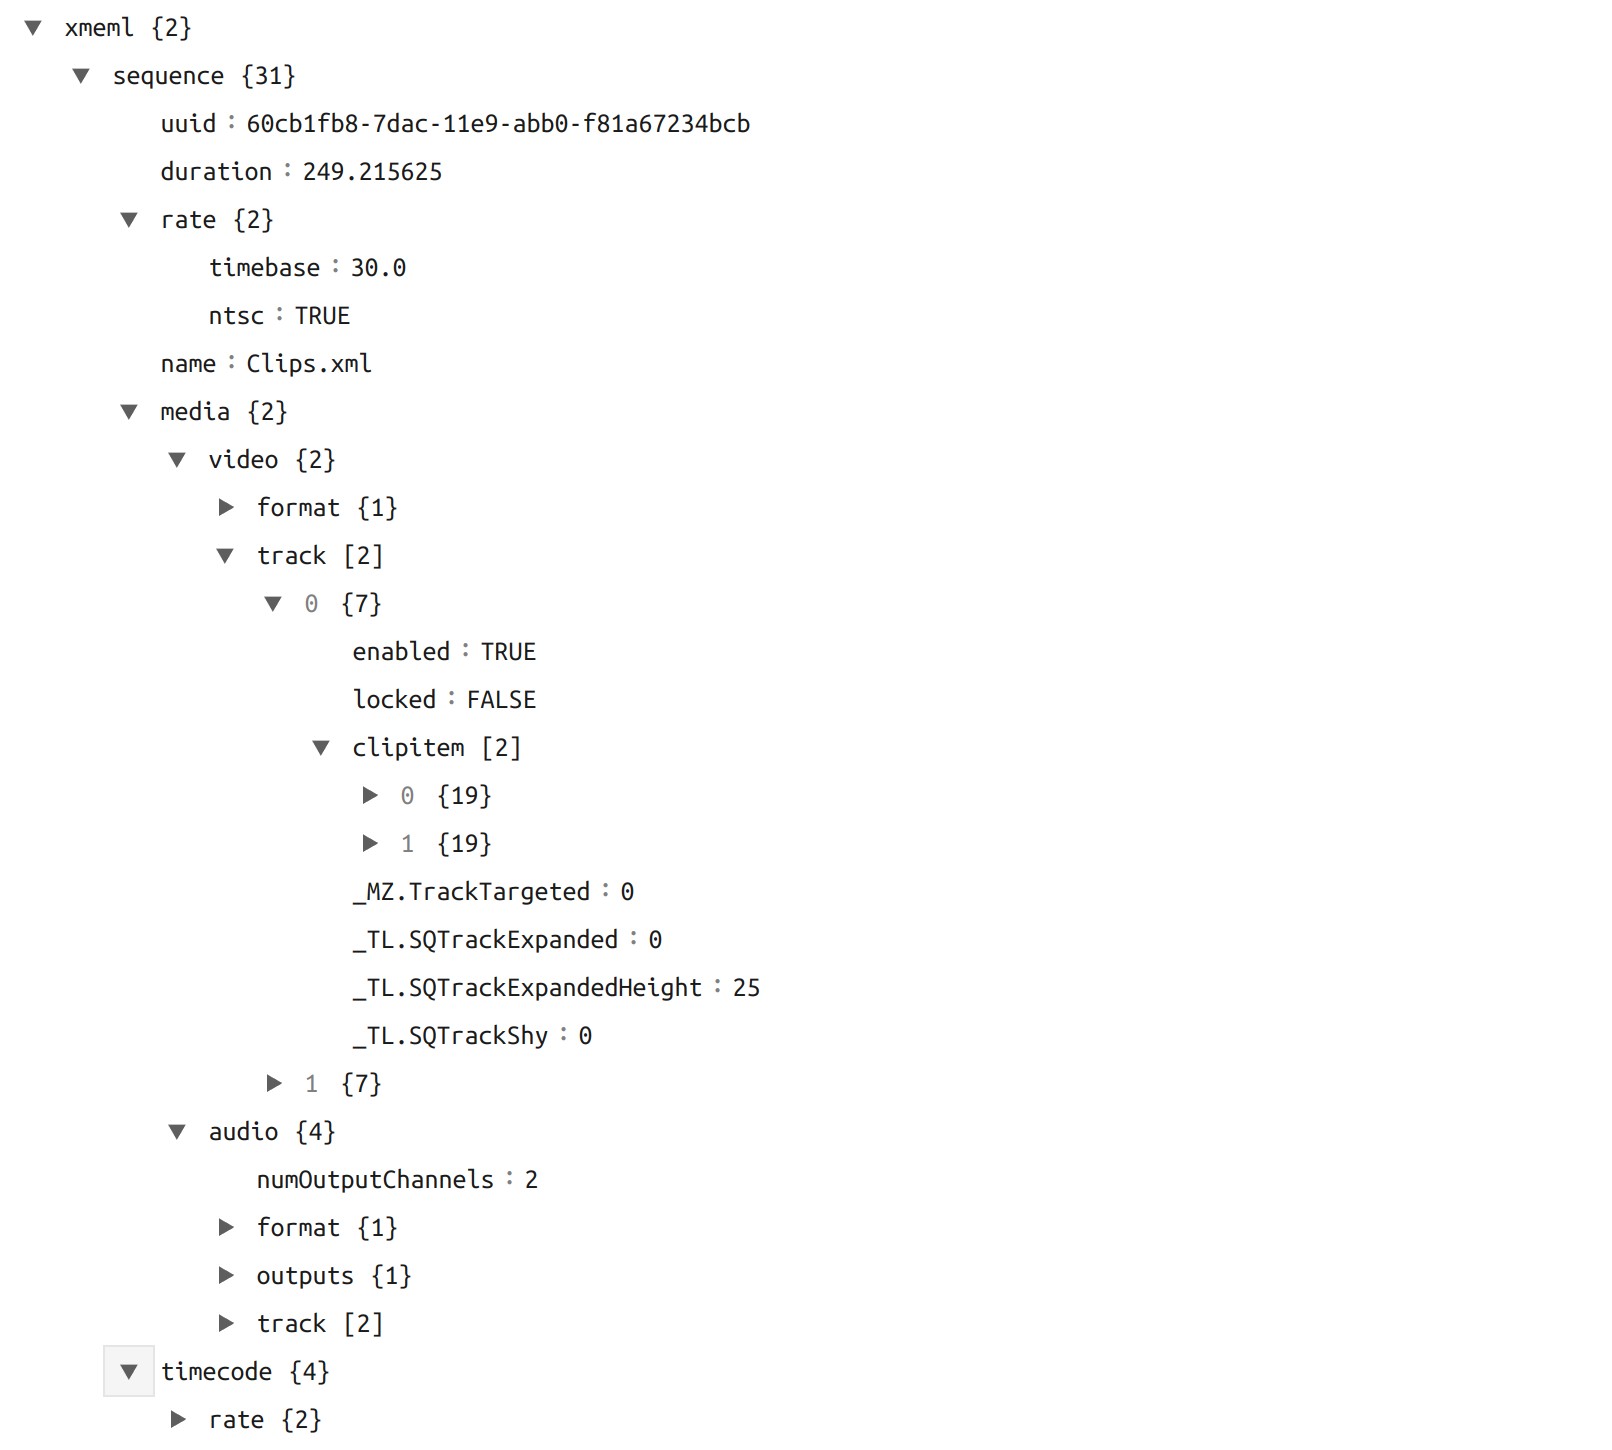 xmeml {2}
sequence {31}
uuid : 60cb1fb8-7dac-11e9-abb0-f81a67234bcb
duration : 249.215625
rate {2}
timebase : 30.0
ntsc : TRUE
name : Clips.xml
media {2}
video {2}
format {1}
track [2]
0 {7}
enabled : TRUE
locked : FALSE
clipitem [2]
0 {19}
1 {19}
_MZ.TrackTargeted : 0
_TL.SQTrackExpanded : 0
_TL.SQTrackExpandedHeight : 25
_TL.SQTrackShy : 0
1 {7}
audio {4}
numOutputChannels : 2
format {1}
outputs {1}
track [2]
timecode {4}
rate {2}